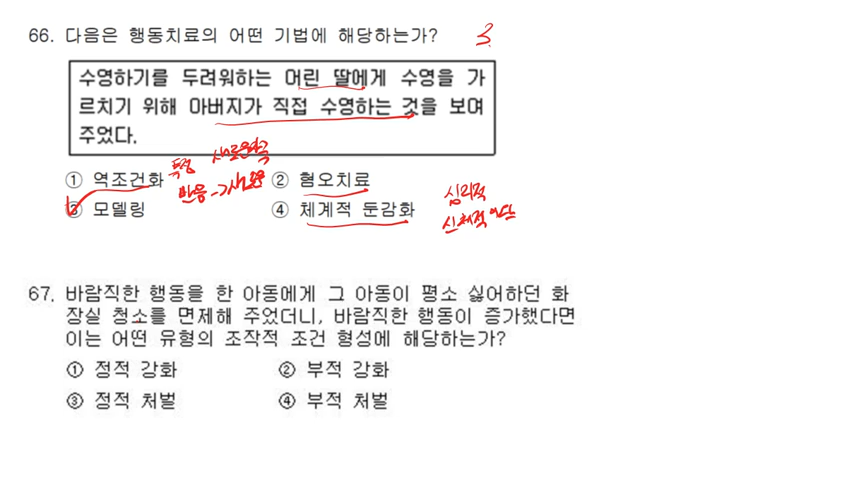 66. 다음은 행동치료의 어떤 기법에 해당하는가? 3
수영하기를 두려워하는 어린 딸에게 수영을 가
르치기 위해 아버지가 직접 수영하는 것을 보여
주었다.
① 역조건화 ② 혐오치료
③ 모델링 ④ 체계적 둔감화
특정
반응->새로운
심리적
신체적
67. 바람직한 행동을 한 아동에게 그 아동이 평소 싫어하던 화
장실 청소를 면제해 주었더니, 바람직한 행동이 증가했다면
이는 어떤 유형의 조작적 조건 형성에 해당하는가?
① 정적 강화 ② 부적 강화
③ 정적 처벌 ④ 부적 처벌